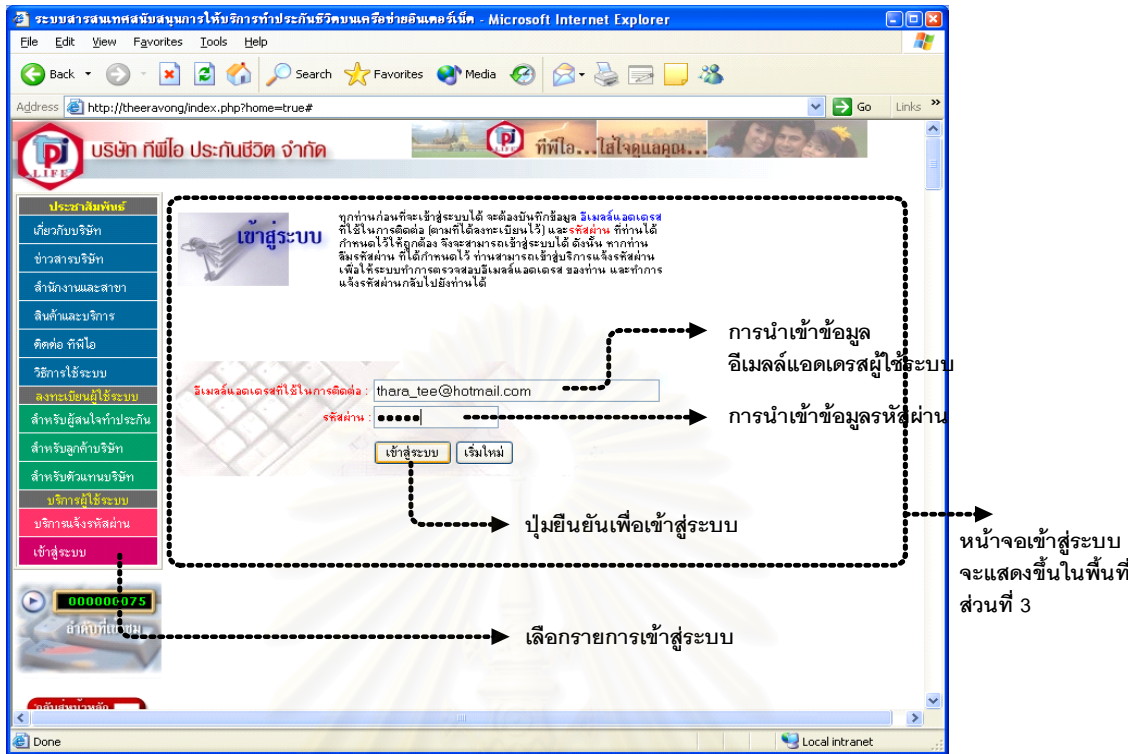 ระบบสารสนเทศสนับสนุนการให้บริการทำประกันชีวิตบนเครือข่ายอินเตอร์เน็ต - Microsoft Internet Explorer
File Edit View Favorites Tools Help
Back Search Favorites Media
Address http://theeravong/index.php?home=true# Go Links
tpi
LIFE
บริษัท ทีพีไอ ประกันชีวิต จำกัด
tpi
LIFE
ทีพีไอ...ใส่ใจดูแลคุณ...
ประชาสัมพันธ์
เกี่ยวกับบริษัท
ข่าวสารบริษัท
สำนักงานและสาขา
สินค้าและบริการ
ติดต่อ ทีพีไอ
วิธีการใช้ระบบ
ลงทะเบียนผู้ใช้ระบบ
สำหรับผู้สนใจทำประกัน
สำหรับลูกค้าบริษัท
สำหรับตัวแทนบริษัท
บริการผู้ใช้ระบบ
บริการแจ้งรหัสผ่าน
เข้าสู่ระบบ
000000075
ลำดับที่เข้าชม
กลับสู่หน้าหลัก
เข้าสู่ระบบ
ทุกท่านก่อนที่จะเข้าสู่ระบบได้ จะต้องบันทึกข้อมูล อีเมลล์แอดเดรส
ที่ใช้ในการติดต่อ (ตามที่ได้ลงทะเบียนไว้) และรหัสผ่าน ที่ท่านได้
กำหนดไว้ให้ถูกต้อง จึงจะสามารถเข้าสู่ระบบได้ ดังนั้น หากท่าน
ลืมรหัสผ่าน ที่ได้กำหนดไว้ ท่านสามารถเข้าสู่บริการแจ้งรหัสผ่าน
เพื่อให้ระบบทำการตรวจสอบอีเมลล์แอดเดรส ของท่าน และทำการ
แจ้งรหัสผ่านกลับไปยังท่านได้
อีเมลล์แอดเดรสที่ใช้ในการติดต่อ : thara_tee@hotmail.com
รหัสผ่าน : •••••
เข้าสู่ระบบ เริ่มใหม่
การนำเข้าข้อมูล
อีเมลล์แอดเดรสผู้ใช้ระบบ
การนำเข้าข้อมูลรหัสผ่าน
ปุ่มยืนยันเพื่อเข้าสู่ระบบ
เลือกรายการเข้าสู่ระบบ
หน้าจอเข้าสู่ระบบ
จะแสดงขึ้นในพื้นที่
ส่วนที่ 3
Done Local intranet